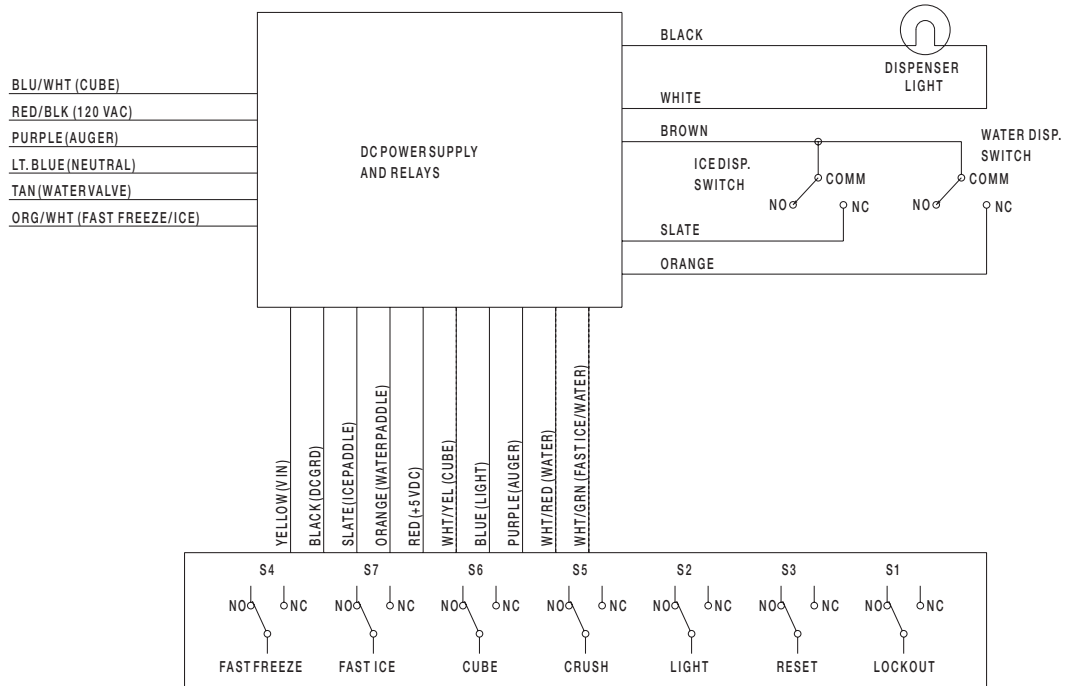 BLACK
DISPENSER
LIGHT
BLU/WHT (CUBE)
WHITE
RED/BLK (120 VAC)
BROWN
WATER DISP.
SWITCH
PURPLE (AUGER)
DC POWER SUPPLY
AND RELAYS
ICE DISP.
SWITCH
LT. BLUE (NEUTRAL)
COMM
COMM
TAN (WATER VALVE)
NO
NC
NO
NC
ORG/WHT (FAST FREEZE/ICE)
SLATE
ORANGE
YELLOW (VIN)
BLACK (DC GRD)
SLATE (ICE PADDLE)
ORANGE (WATER PADDLE)
RED (+5 VDC)
WHT/YEL (CUBE)
BLUE (LIGHT)
PURPLE (AUGER)
WHT/RED (WATER)
WHT/GRN (FAST ICE/WATER)
S4 S7 S6 S5 S2 S3 S1
NO NC NO NC NO NC NO NC NO NC NO NC NO NC
FAST FREEZE FAST ICE CUBE CRUSH LIGHT RESET LOCKOUT